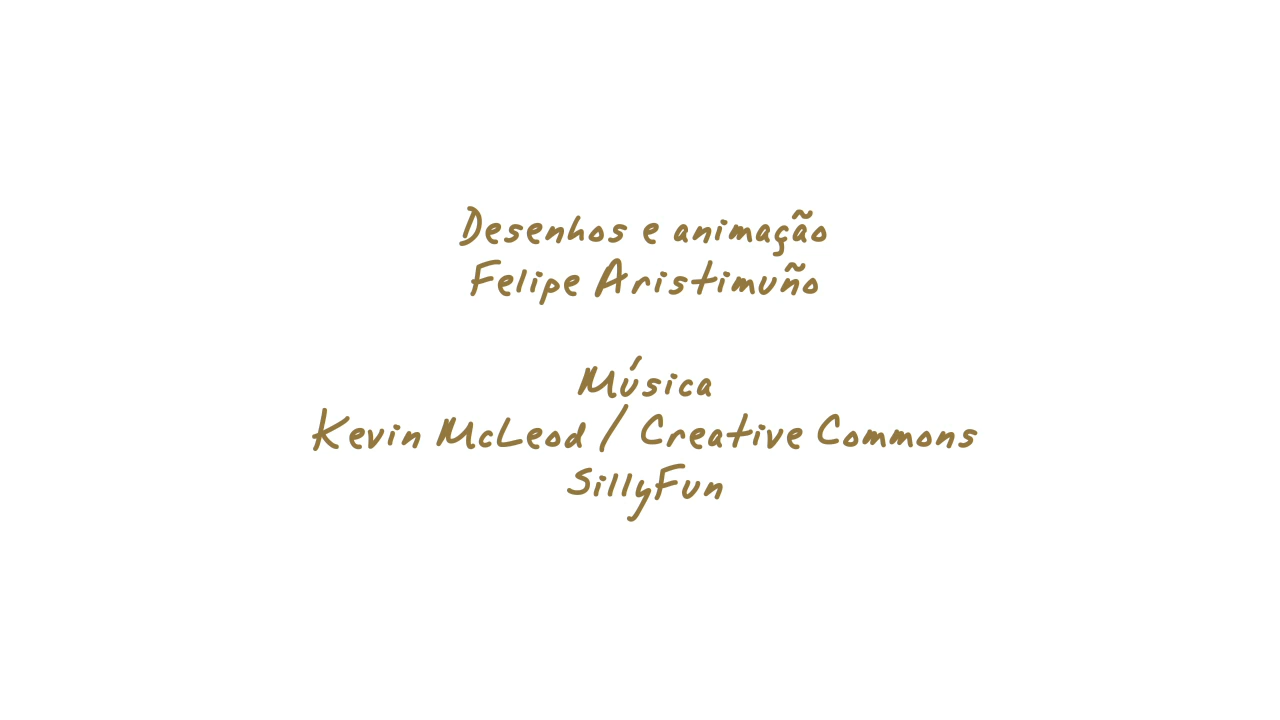 Desenhos e animação
Felipe Aristimuño
Música
Kevin McLeod / Creative Commons
SillyFun